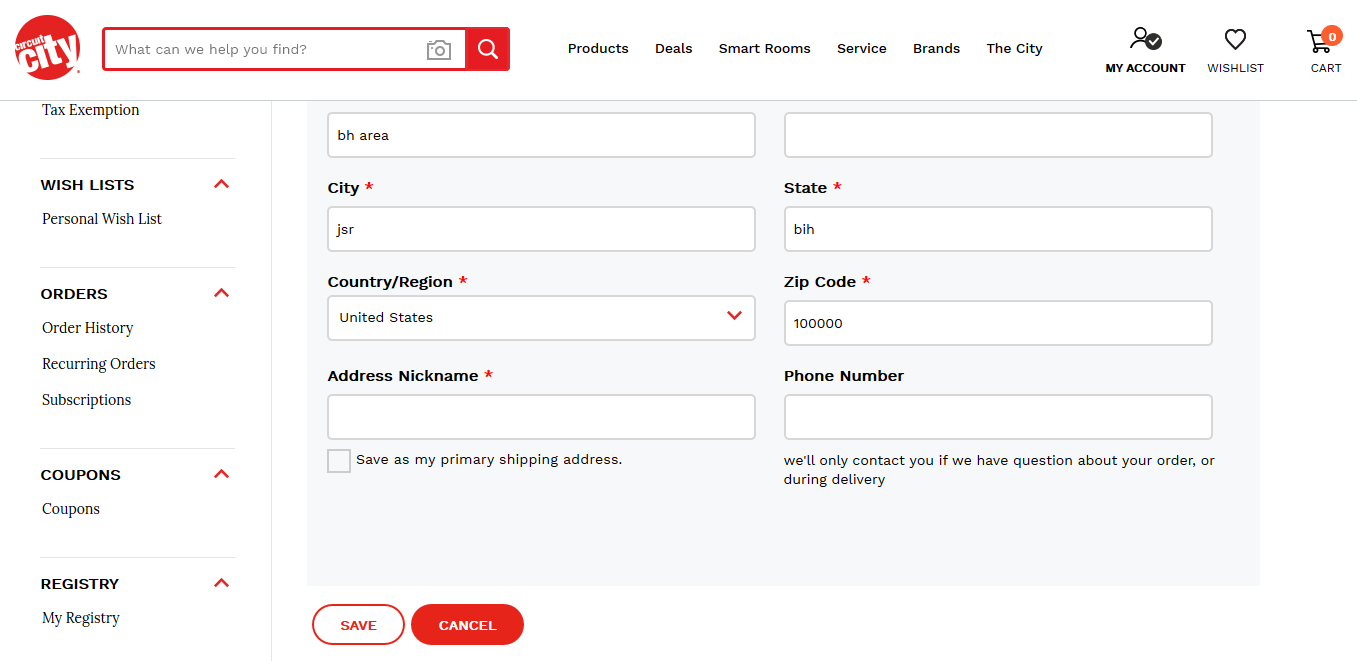 circuit
city
What can we help you find?
Products
Deals
Smart Rooms
Service
Brands
The City
MY ACCOUNT
WISHLIST
0
CART
Tax Exemption
WISH LISTS
Personal Wish List
ORDERS
Order History
Recurring Orders
Subscriptions
COUPONS
Coupons
REGISTRY
My Registry
bh area
City *
State *
jsr
bih
Country/Region *
Zip Code *
United States
100000
Address Nickname *
Phone Number
Save as my primary shipping address.
we'll only contact you if we have question about your order, or
during delivery
SAVE
CANCEL